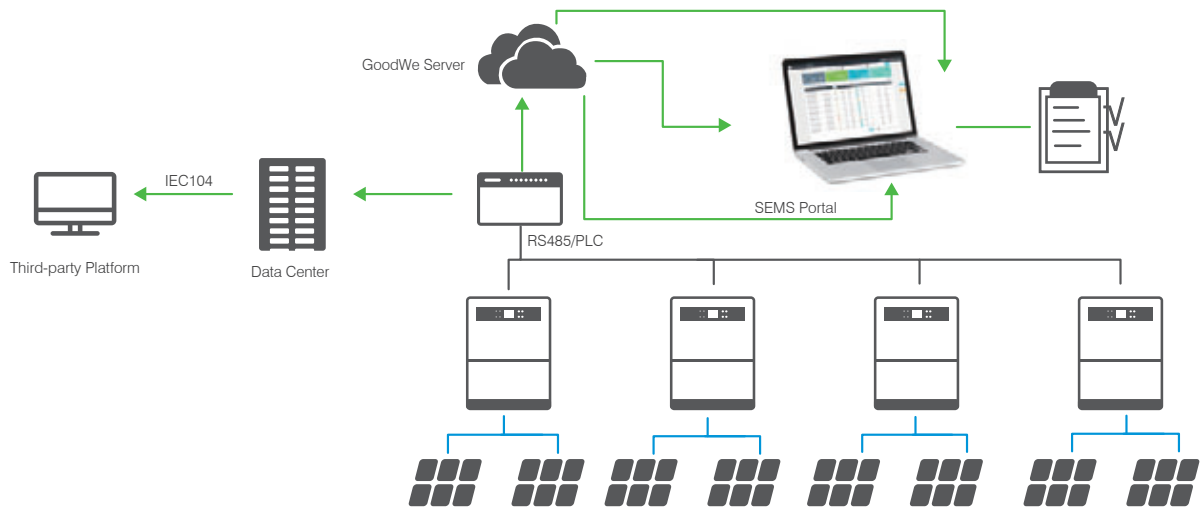 GoodWe Server
IEC104
SEMS Portal
RS485/PLC
Third-party Platform
Data Center